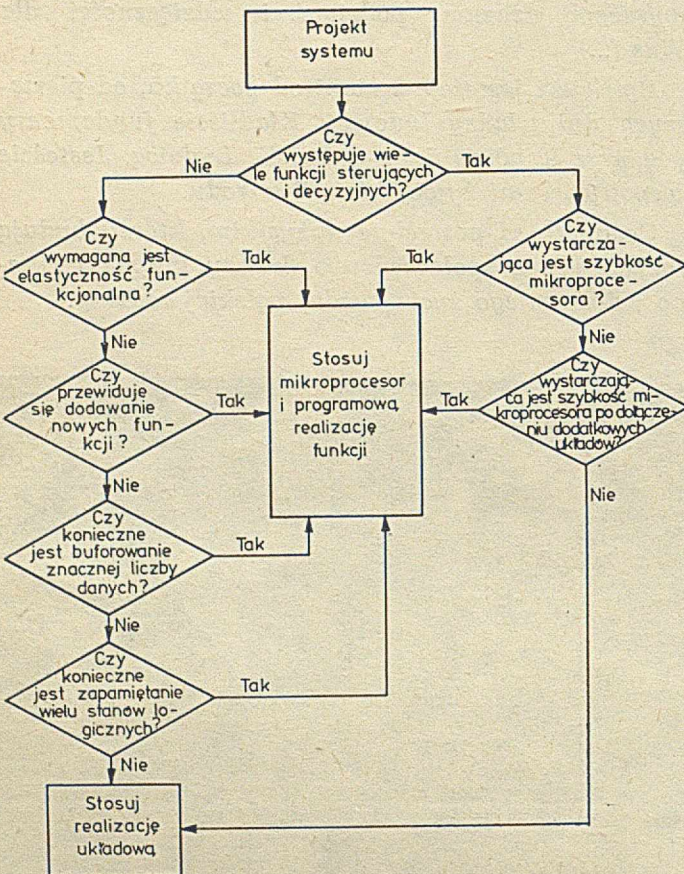 Projekt
systemu
Czy
występuje wie-
le funkcji sterujących
i decyzyjnych?
Nie
Tak
Czy
wymagana jest
elastyczność fun-
kcjonalna?
Tak
Nie
Czy
wystarcza-
jąca jest szybkość
mikroproce-
sora?
Tak
Nie
Stosuj
mikroprocesor
i programową
realizację
funkcji
Czy
przewiduje
się dodawanie
nowych fun-
kcji?
Tak
Nie
Czy
wystarczają-
ca jest szybkość mi-
kroprocesora po dołącze-
niu dodatkowych
układów?
Tak
Nie
Czy
konieczne
jest buforowanie
znacznej liczby
danych?
Tak
Nie
Czy
konieczne
jest zapamiętanie
wielu stanów lo-
gicznych?
Tak
Nie
Stosuj
realizację
układową